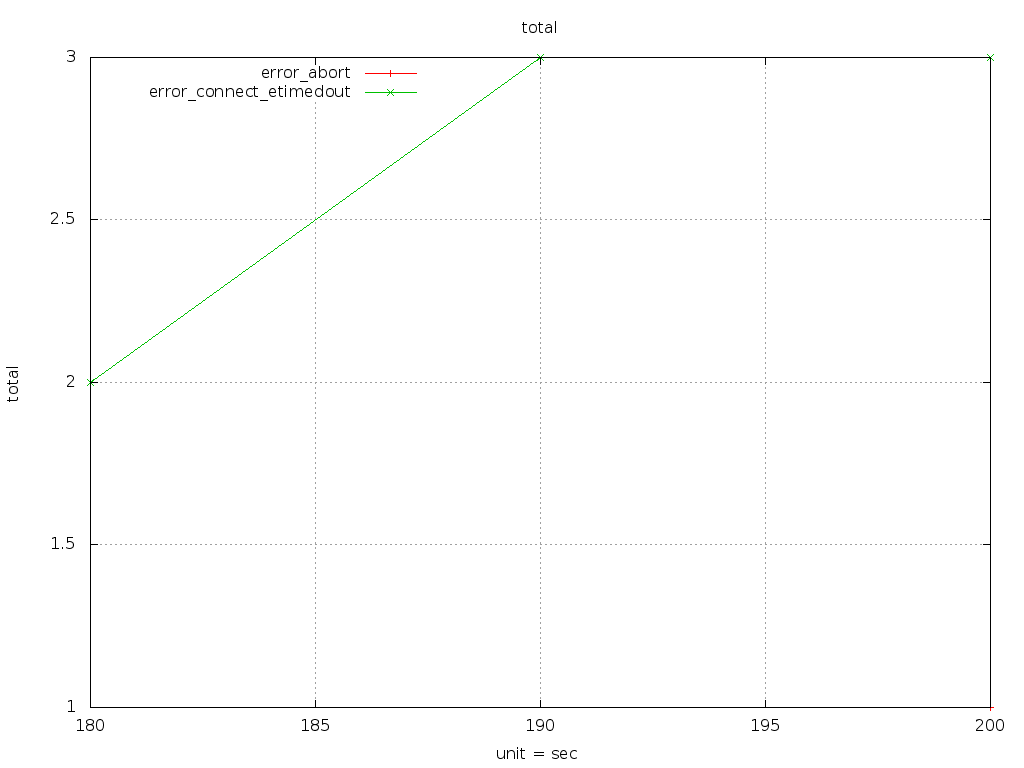 total
3
error_abort
error_connect_etimedout
2.5
total
2
1.5
1
180 185 190 195 200
unit = sec